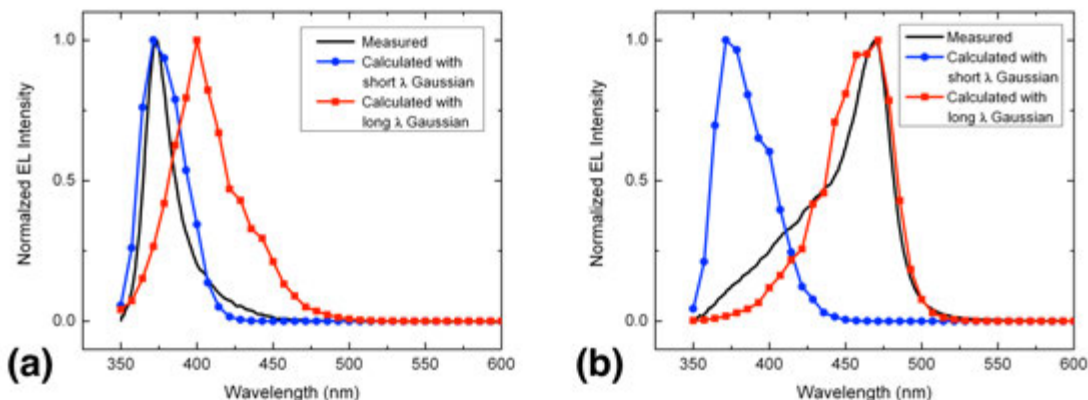 1.0
0.5
0.0
Normalzed EL Intensity
350 400 450 500 550 600
Wavelength (nm)
Measured
Calculated with
short λ Gaussian
Calculated with
long λ Gaussian
(a)
1.0
0.5
0.0
Normalized EL Intensity
350 400 450 500 550 600
Wavelength (nm)
Measured
Calculated with
short λ Gaussian
Calculated with
long λ Gaussian
(b)